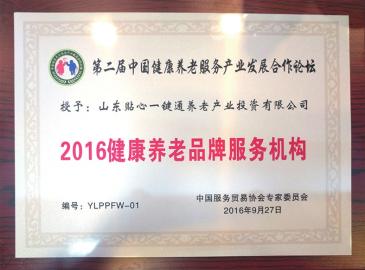 第二届中国健康养老服务产业发展合作论坛
授予：山东贴心一键通养老产业投资有限公司
2016健康养老品牌服务机构
中国服务贸易协会专家委员会
编号：YLPPFW-01
2016年9月27日